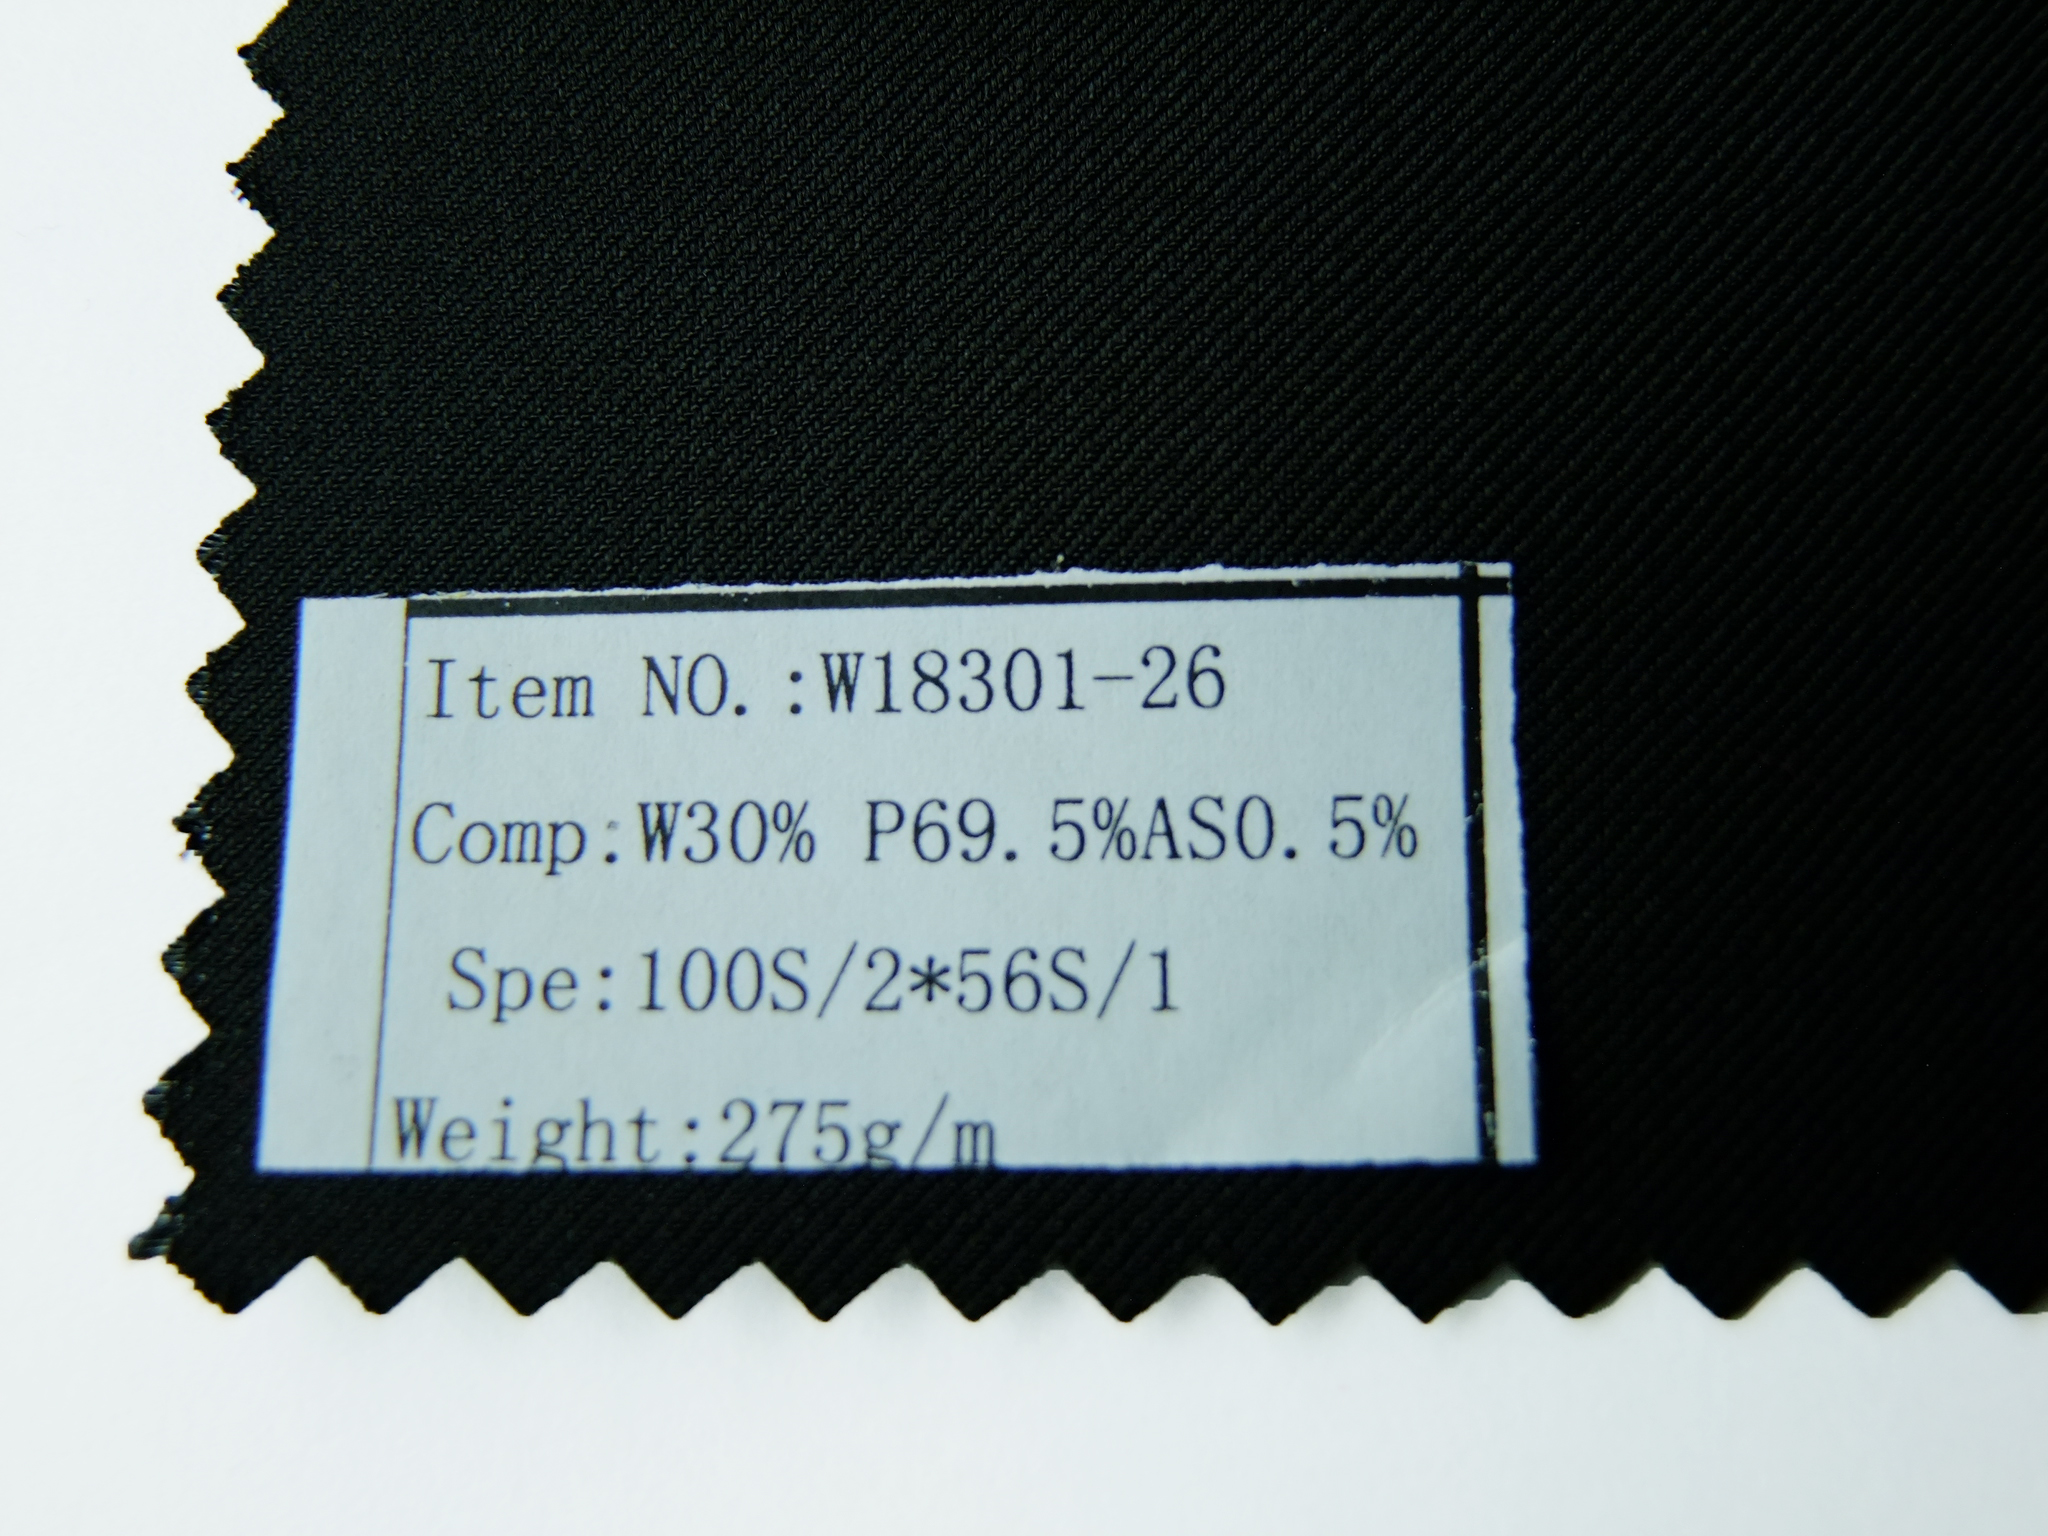 Item NO.:W18301-26
Comp:W30% P69.5%AS0.5%
Spe:100S/2*56S/1
Weight:275g/m